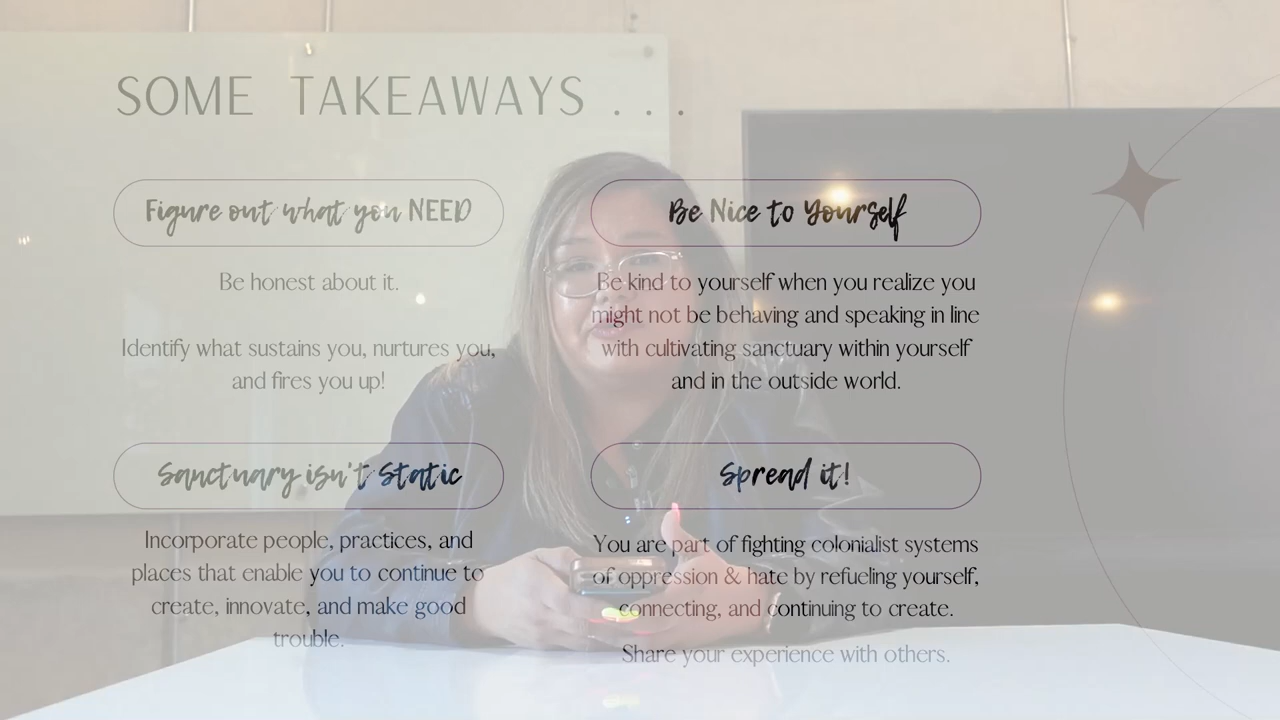 SOME TAKEAWAYS . . .
Figure out what you NEED
Be honest about it.
Identify what sustains you, nurtures you,
and fires you up!
Be Nice to Yourself
Be kind to yourself when you realize you
might not be behaving and speaking in line
with cultivating sanctuary within yourself
and in the outside world.
Sanctuary isn't Static
Incorporate people, practices, and
places that enable you to continue to
create, innovate, and make good
trouble.
Spread it!
You are part of fighting colonialist systems
of oppression & hate by refueling yourself,
connecting, and continuing to create.
Share your experience with others.